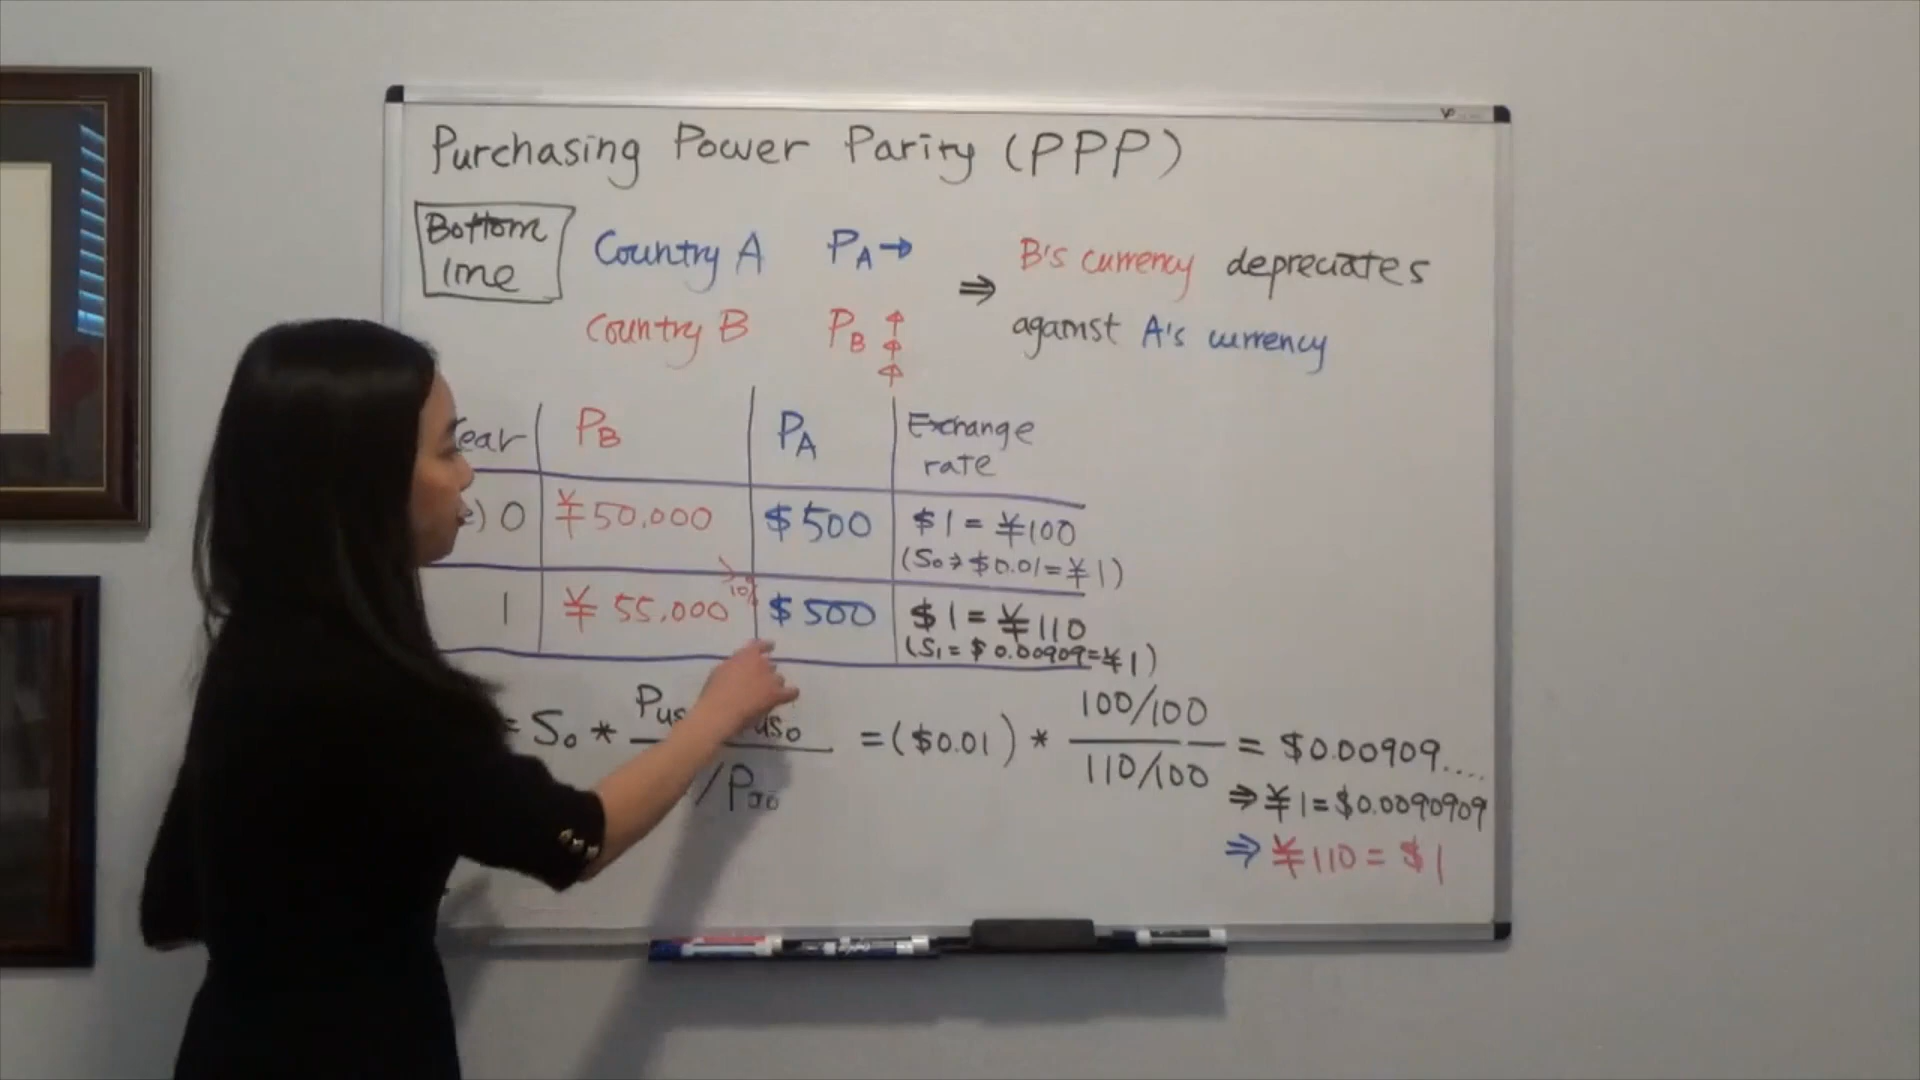 Purchasing Power Parity (PPP)
Bottom line
Country A PA→
Country B PB ↑↑↑
⇒ B's currency depreciates
against A's currency
ear PB PA Exchange rate
) 0 ¥50,000 $500 $1 = ¥100
(S0 ⇒ $0.01 = ¥1)
10%
1 ¥55,000 $500 $1 = ¥110
(S1 = $0.00909 = ¥1)
= S0 * Pus us0 / P = ($0.01) * 100/100 / 110/100 = $0.00909....
⇒ ¥1 = $0.0090909
⇒ ¥110 = $1